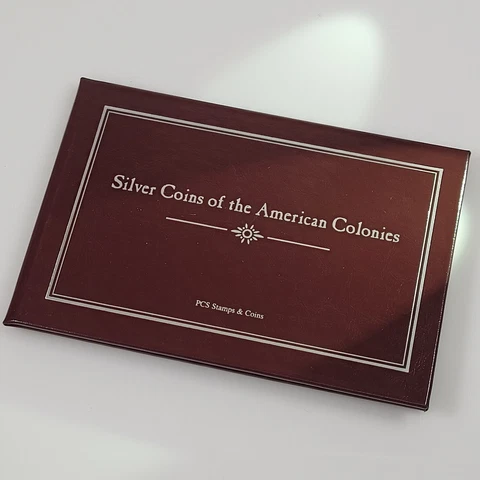 Silver Coins of the American Colonies
PCS Stamps & Coins